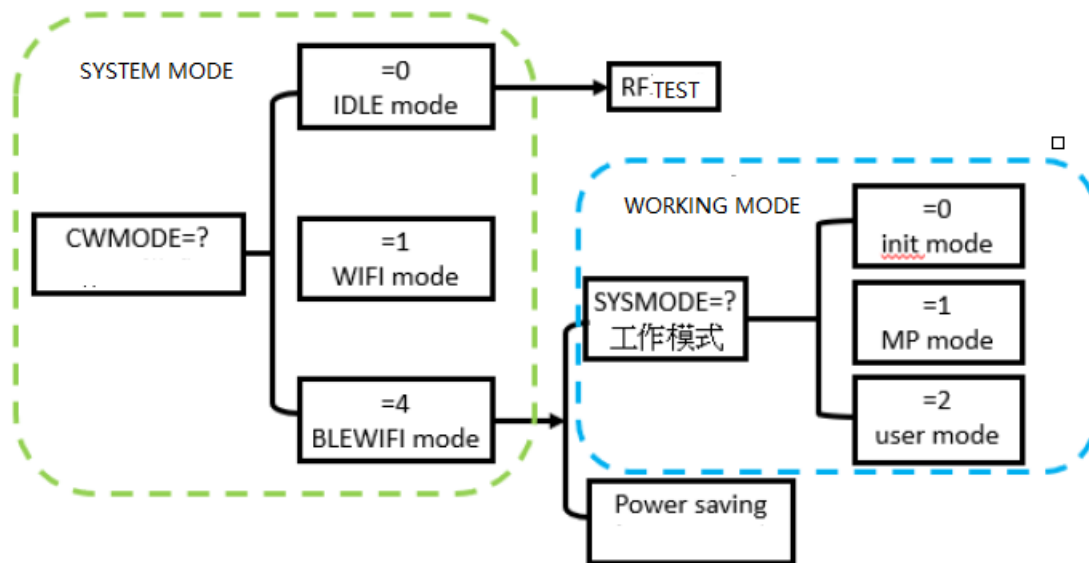 SYSTEM MODE
=0
IDLE mode
RF TEST
CWMODE=?
=1
WIFI mode
=4
BLEWIFI mode
WORKING MODE
SYSMODE=?
工作模式
=0
init mode
=1
MP mode
=2
user mode
Power saving